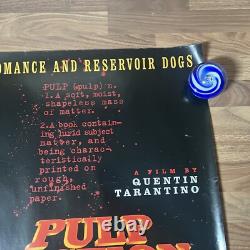 OMANCE AND RESERVOIR DOGS
PULP (pulp) n.
1.A soft, moist,
shapeless mass
of matter.
2.A book contain-
ing lurid subject
matter, and
being charac-
teristically
printed on
rough,
unfinished
paper.
A FILM BY
QUENTIN
TARANTINO
PULP